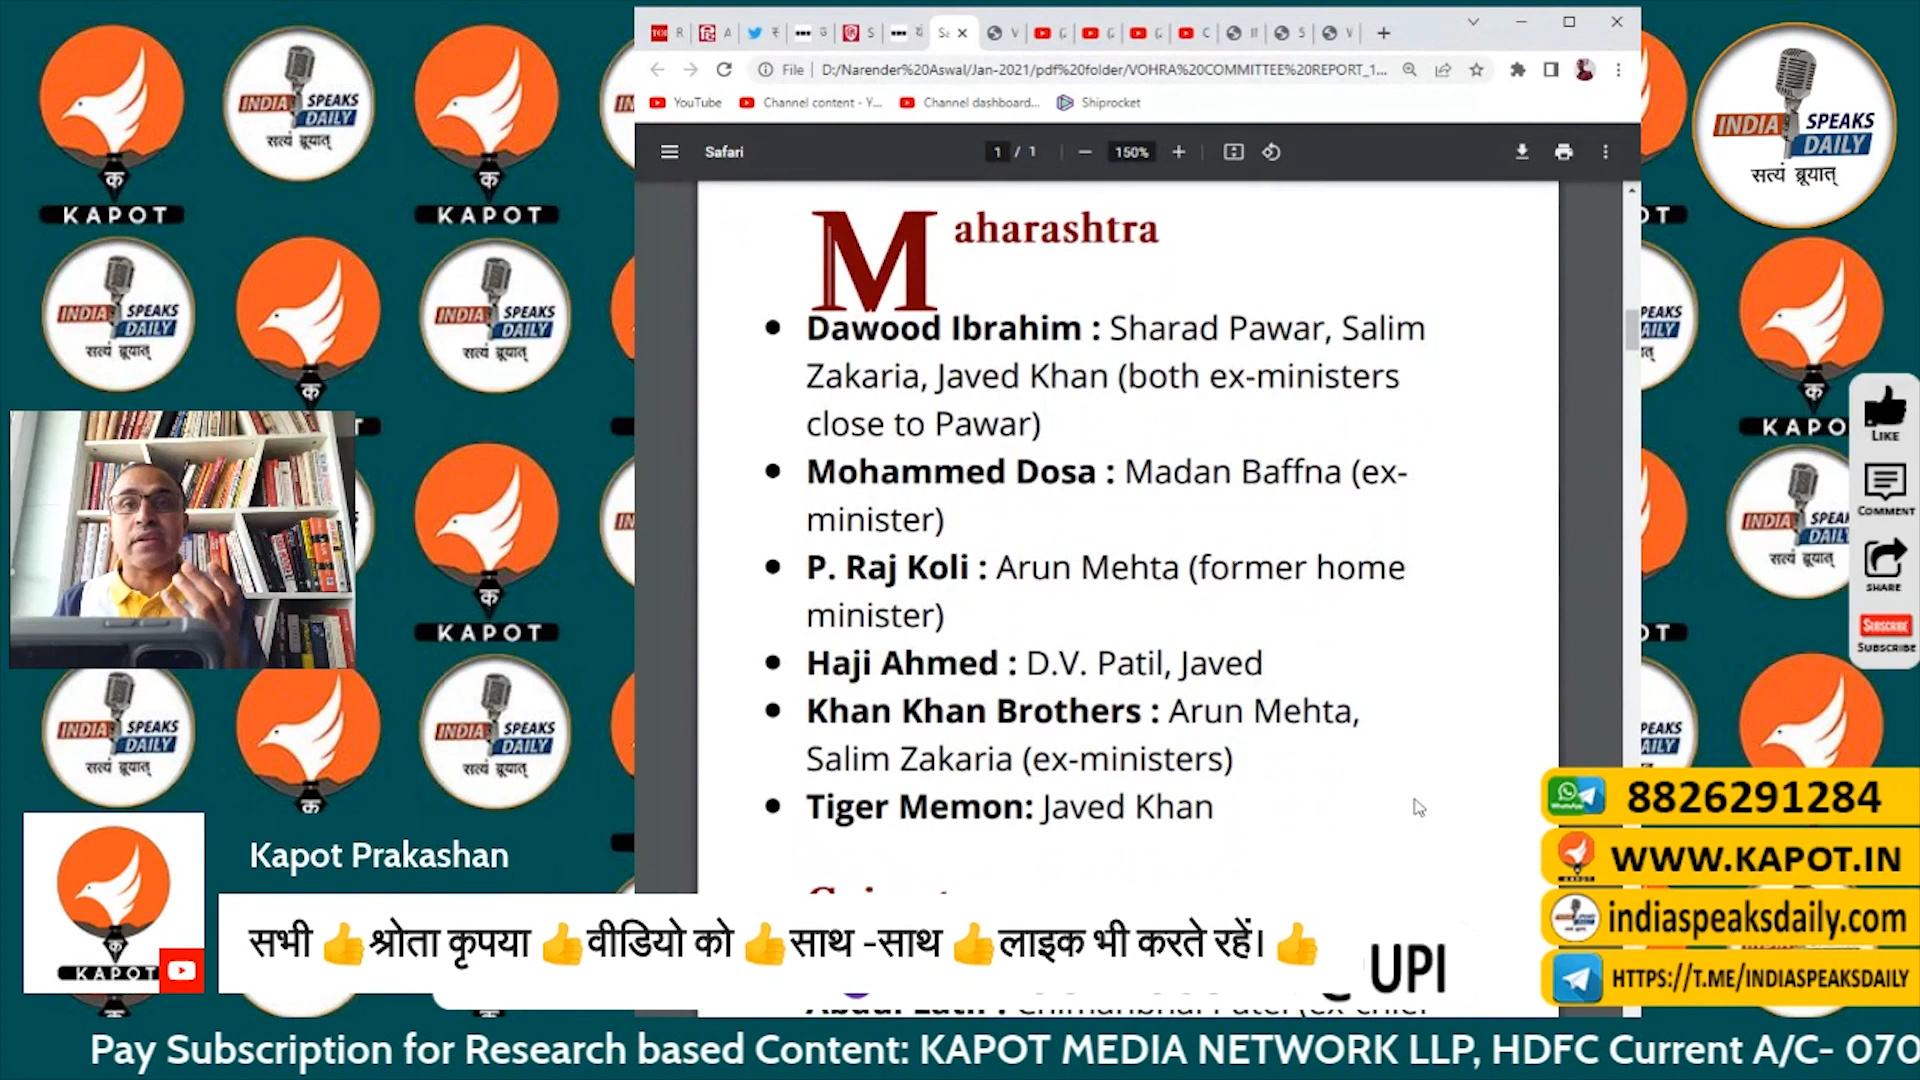 File D:/Narender%20Aswal/Jan-2021/pdf%20folder/VOHRA%20COMMITTEE%20REPORT_1...
YouTube Channel content - Y... Channel dashboard... Shiprocket
Safari 1 / 1 150%
Maharashtra
Dawood Ibrahim : Sharad Pawar, Salim
Zakaria, Javed Khan (both ex-ministers
close to Pawar)
Mohammed Dosa : Madan Baffna (ex-
minister)
P. Raj Koli : Arun Mehta (former home
minister)
Haji Ahmed : D.V. Patil, Javed
Khan Khan Brothers : Arun Mehta,
Salim Zakaria (ex-ministers)
Tiger Memon: Javed Khan
INDIA SPEAKS
DAILY
सत्यं ब्रूयात्
क
KAPOT
LIKE
COMMENT
SHARE
SUBSCRIBE
SUBSCRIBE
8826291284
WWW.KAPOT.IN
indiaspeaksdaily.com
HTTPS://T.ME/INDIASPEAKSDAILY
Kapot Prakashan
सभी 👍श्रोता कृपया 👍वीडियो को 👍साथ -साथ 👍लाइक भी करते रहें। 👍
UPI
Pay Subscription for Research based Content: KAPOT MEDIA NETWORK LLP, HDFC Current A/C- 070